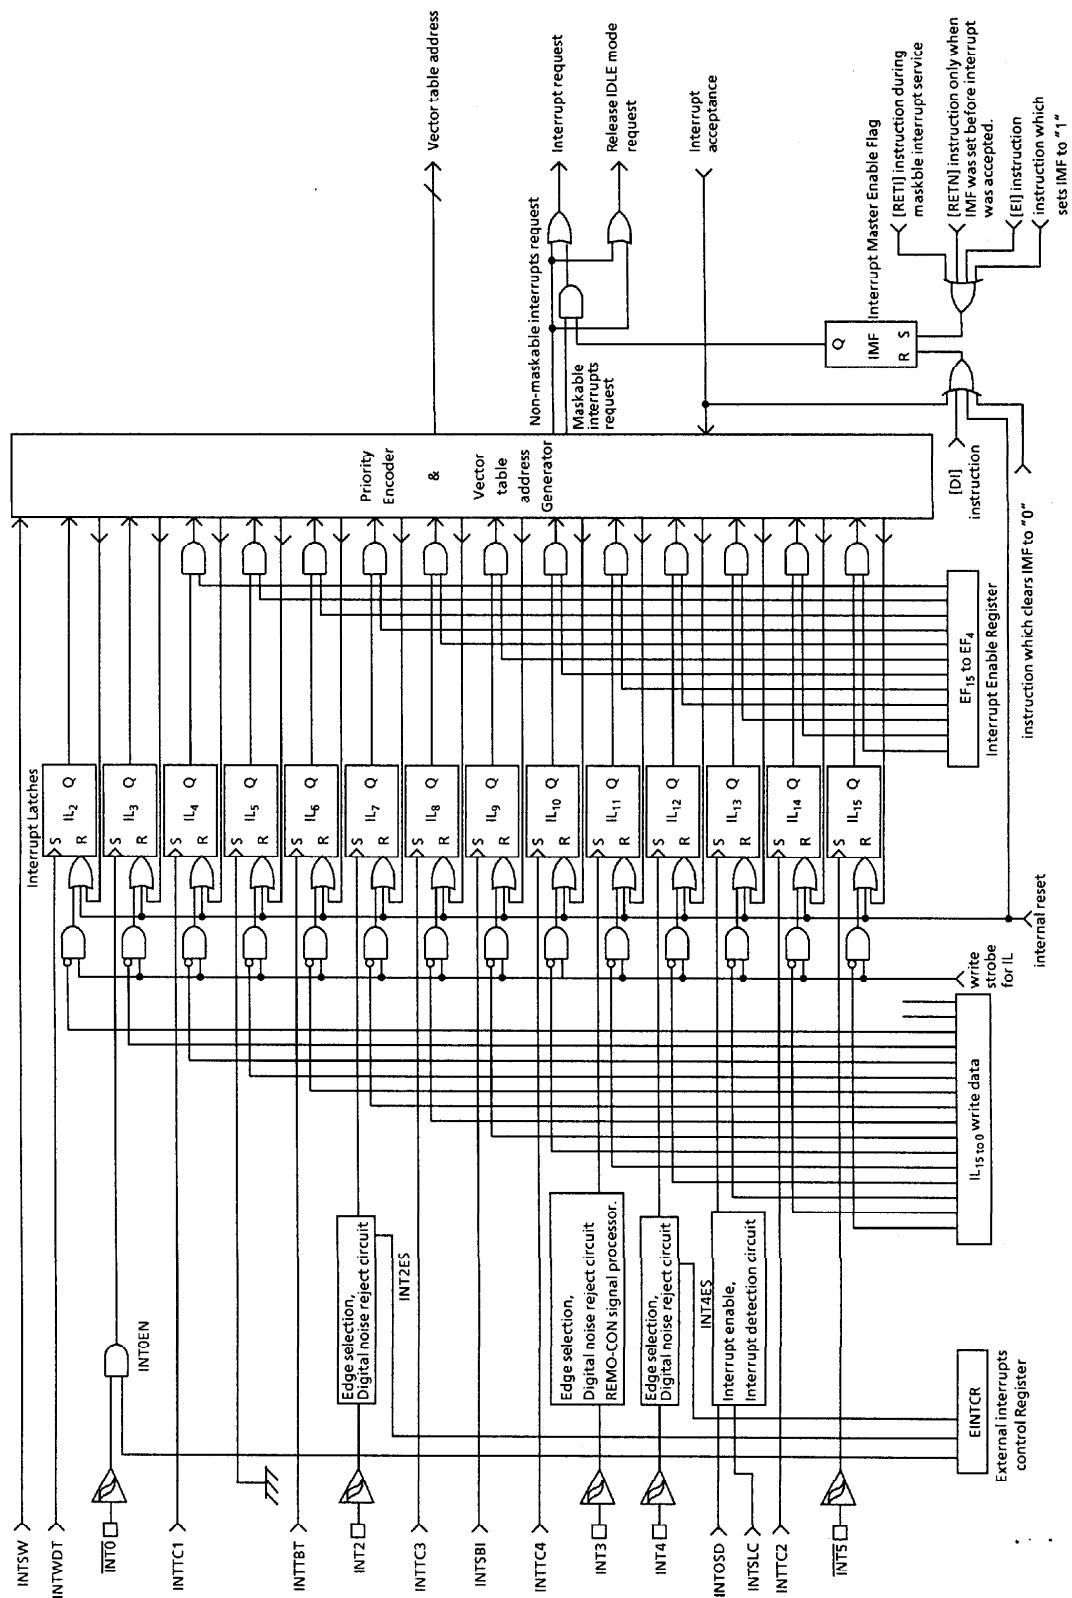 INTSW
INTWDT
INT0
INTTC1
INTTBT
INT2
INTTC3
INTSBI
INTTC4
INT3
INT4
INTOSD
INTSLC
INTTC2
INT5
INT0EN
Edge selection,
Digital noise reject circuit
INT2ES
Edge selection,
Digital noise reject circuit
REMO-CON signal processor.
Edge selection,
Digital noise reject circuit
INT4ES
Interrupt enable,
Interrupt detection circuit
EINTCR
External interrupts
control Register
IL15 to 0 write data
write
strobe
for IL
internal reset
Interrupt Latches
S
R
IL2
Q
S
R
IL3
Q
S
R
IL4
Q
S
R
IL5
Q
S
R
IL6
Q
S
R
IL7
Q
S
R
IL8
Q
S
R
IL9
Q
S
R
IL10
Q
S
R
IL11
Q
S
R
IL12
Q
S
R
IL13
Q
S
R
IL14
Q
S
R
IL15
Q
EF15 to EF4
Interrupt Enable Register
instruction which clears IMF to "0"
Priority
Encoder
&
Vector
table
address
Generator
[DI]
instruction
Non-maskable interrupts request
Maskable
interrupts
request
Q
IMF
R
S
Interrupt Master Enable Flag
Vector table address
Interrupt request
Release IDLE mode
request
Interrupt
acceptance
[RETI] instruction during
maskble interrupt service
[RETN] instruction only when
IMF was set before interrupt
was accepted.
[EI] instruction
instruction which
sets IMF to "1"